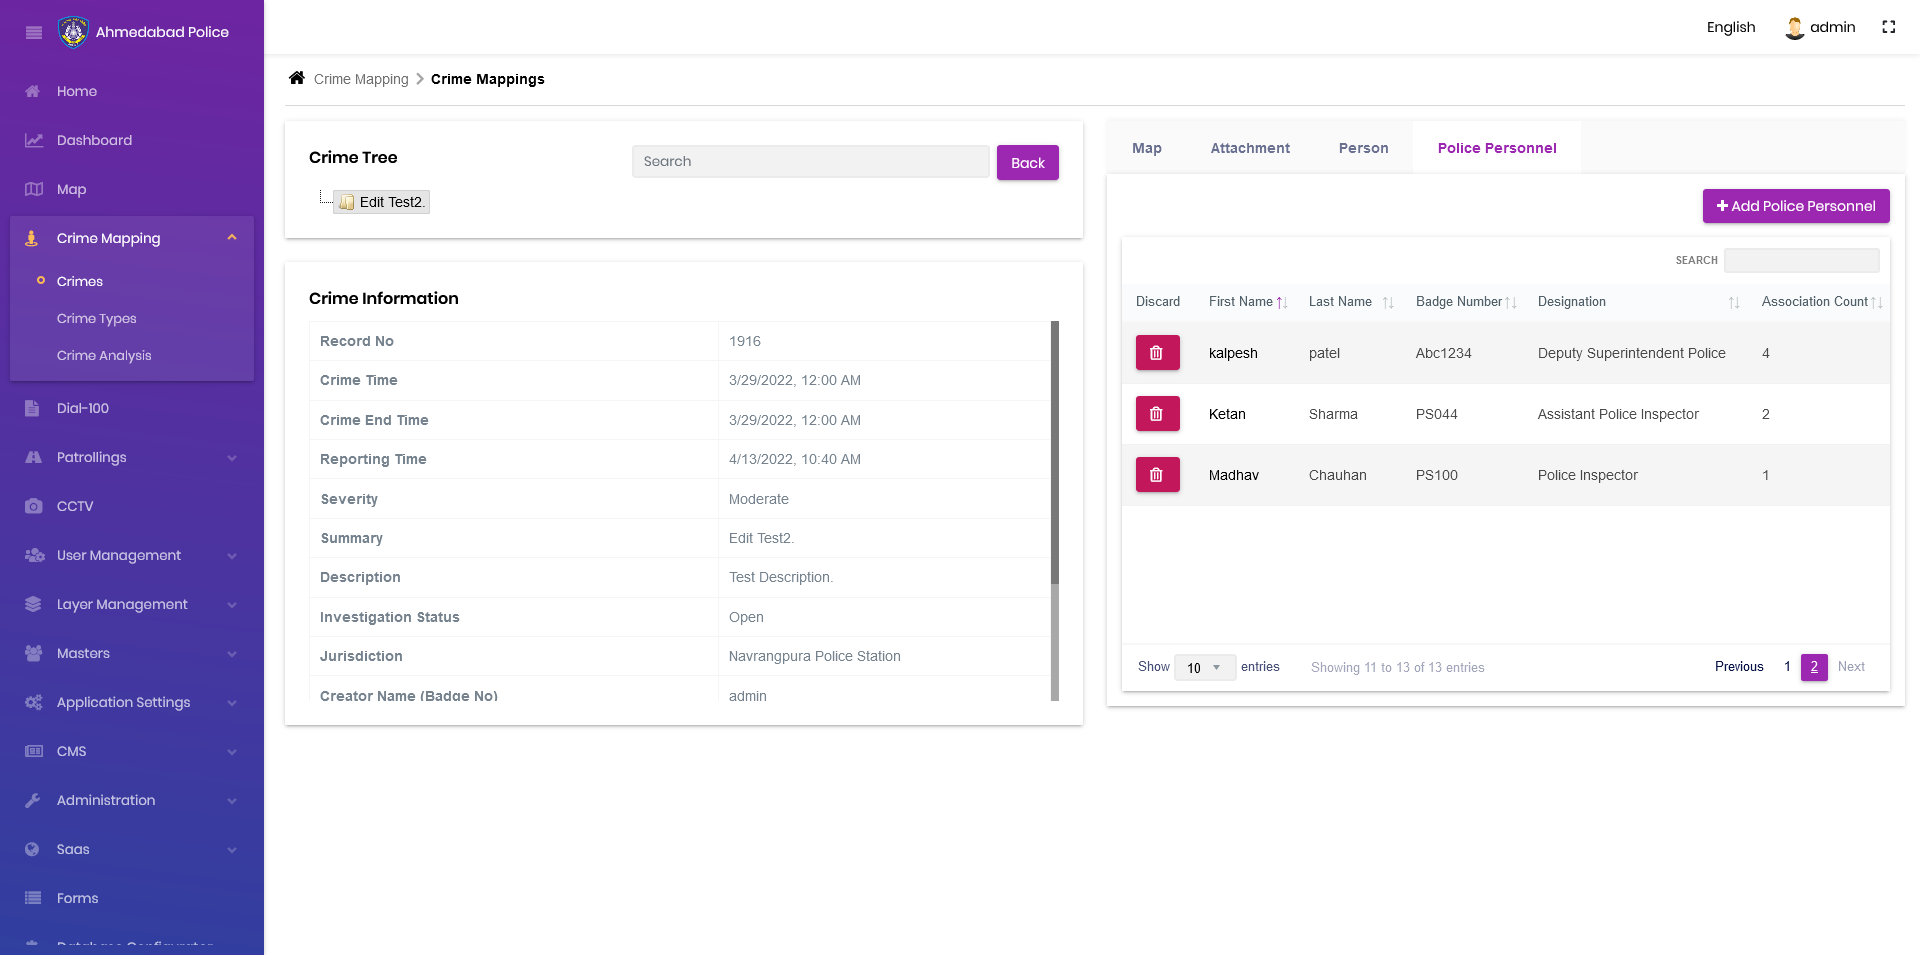 Ahmedabad Police
English
admin
Home
Dashboard
Map
Crime Mapping
Crimes
Crime Types
Crime Analysis
Dial-100
Patrollings
CCTV
User Management
Layer Management
Masters
Application Settings
CMS
Administration
Saas
Forms
Database Configurator
Crime Mapping Crime Mappings
Crime Tree
Search
Back
Edit Test2.
Crime Information
Record No 1916
Crime Time 3/29/2022, 12:00 AM
Crime End Time 3/29/2022, 12:00 AM
Reporting Time 4/13/2022, 10:40 AM
Severity Moderate
Summary Edit Test2.
Description Test Description.
Investigation Status Open
Jurisdiction Navrangpura Police Station
Creator Name (Badge No) admin
Map Attachment Person Police Personnel
Add Police Personnel
SEARCH
Discard First Name Last Name Badge Number Designation Association Count
kalpesh patel Abc1234 Deputy Superintendent Police 4
Ketan Sharma PS044 Assistant Police Inspector 2
Madhav Chauhan PS100 Police Inspector 1
Show 10 entries Showing 11 to 13 of 13 entries Previous 1 2 Next